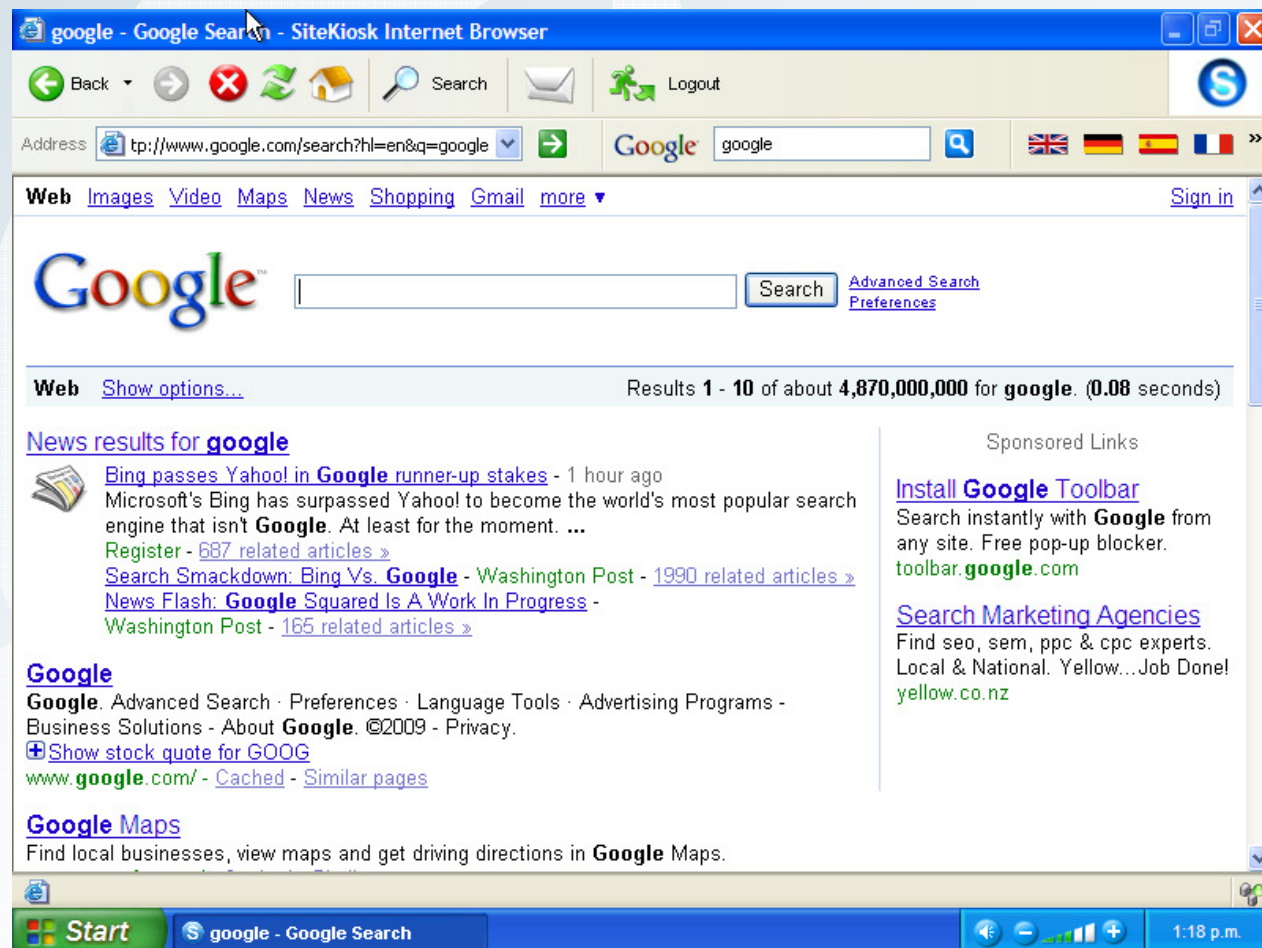 google - Google Search - SiteKiosk Internet Browser
Back Search Logout
Address tp://www.google.com/search?hl=en&q=google Google google »
Web Images Video Maps News Shopping Gmail more ▼ Sign in
Google™ Search Advanced Search
Preferences
Web Show options... Results 1 - 10 of about 4,870,000,000 for google. (0.08 seconds)
News results for google
Bing passes Yahoo! in Google runner-up stakes - 1 hour ago
Microsoft's Bing has surpassed Yahoo! to become the world's most popular search
engine that isn't Google. At least for the moment. ...
Register - 687 related articles »
Search Smackdown: Bing Vs. Google - Washington Post - 1990 related articles »
News Flash: Google Squared Is A Work In Progress -
Washington Post - 165 related articles »
Google
Google. Advanced Search · Preferences · Language Tools · Advertising Programs -
Business Solutions - About Google. ©2009 - Privacy.
Show stock quote for GOOG
www.google.com/ - Cached - Similar pages
Google Maps
Find local businesses, view maps and get driving directions in Google Maps.
Sponsored Links
Install Google Toolbar
Search instantly with Google from
any site. Free pop-up blocker.
toolbar.google.com
Search Marketing Agencies
Find seo, sem, ppc & cpc experts.
Local & National. Yellow...Job Done!
yellow.co.nz
Start S google - Google Search 1:18 p.m.